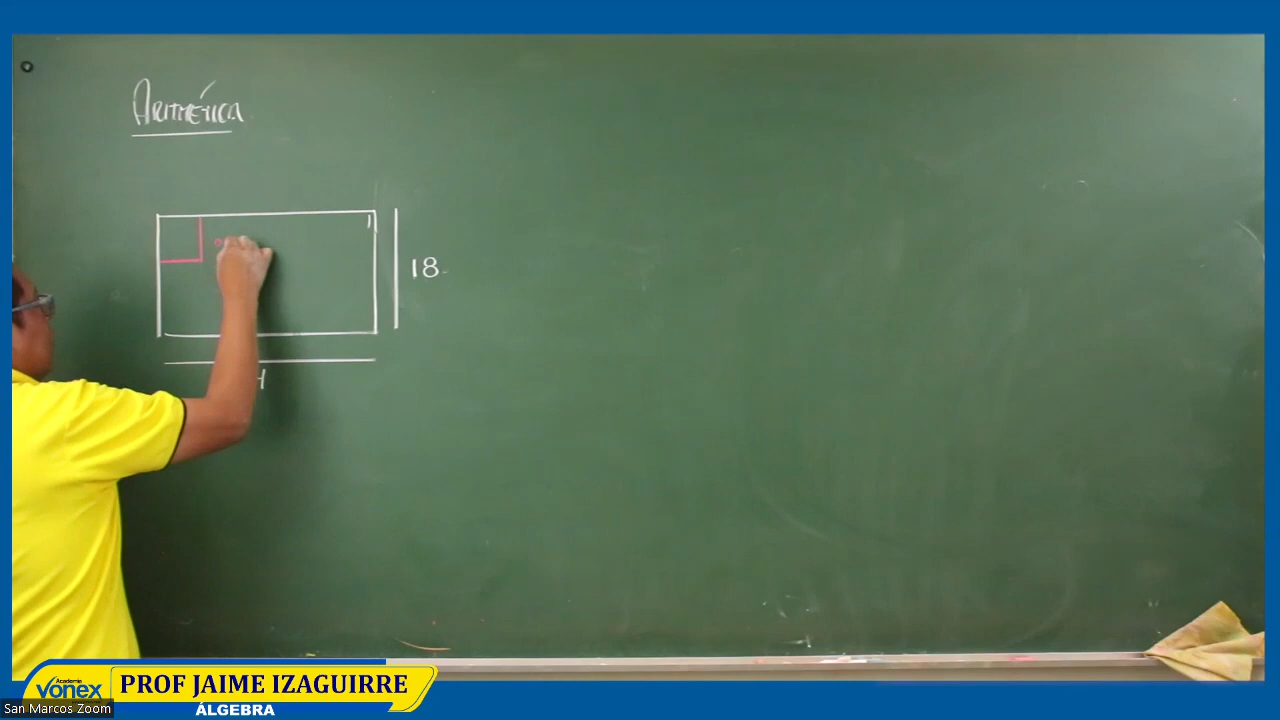 ARITMÉTICA
18
Academia
vonex
PROF JAIME IZAGUIRRE
ÁLGEBRA
San Marcos Zoom